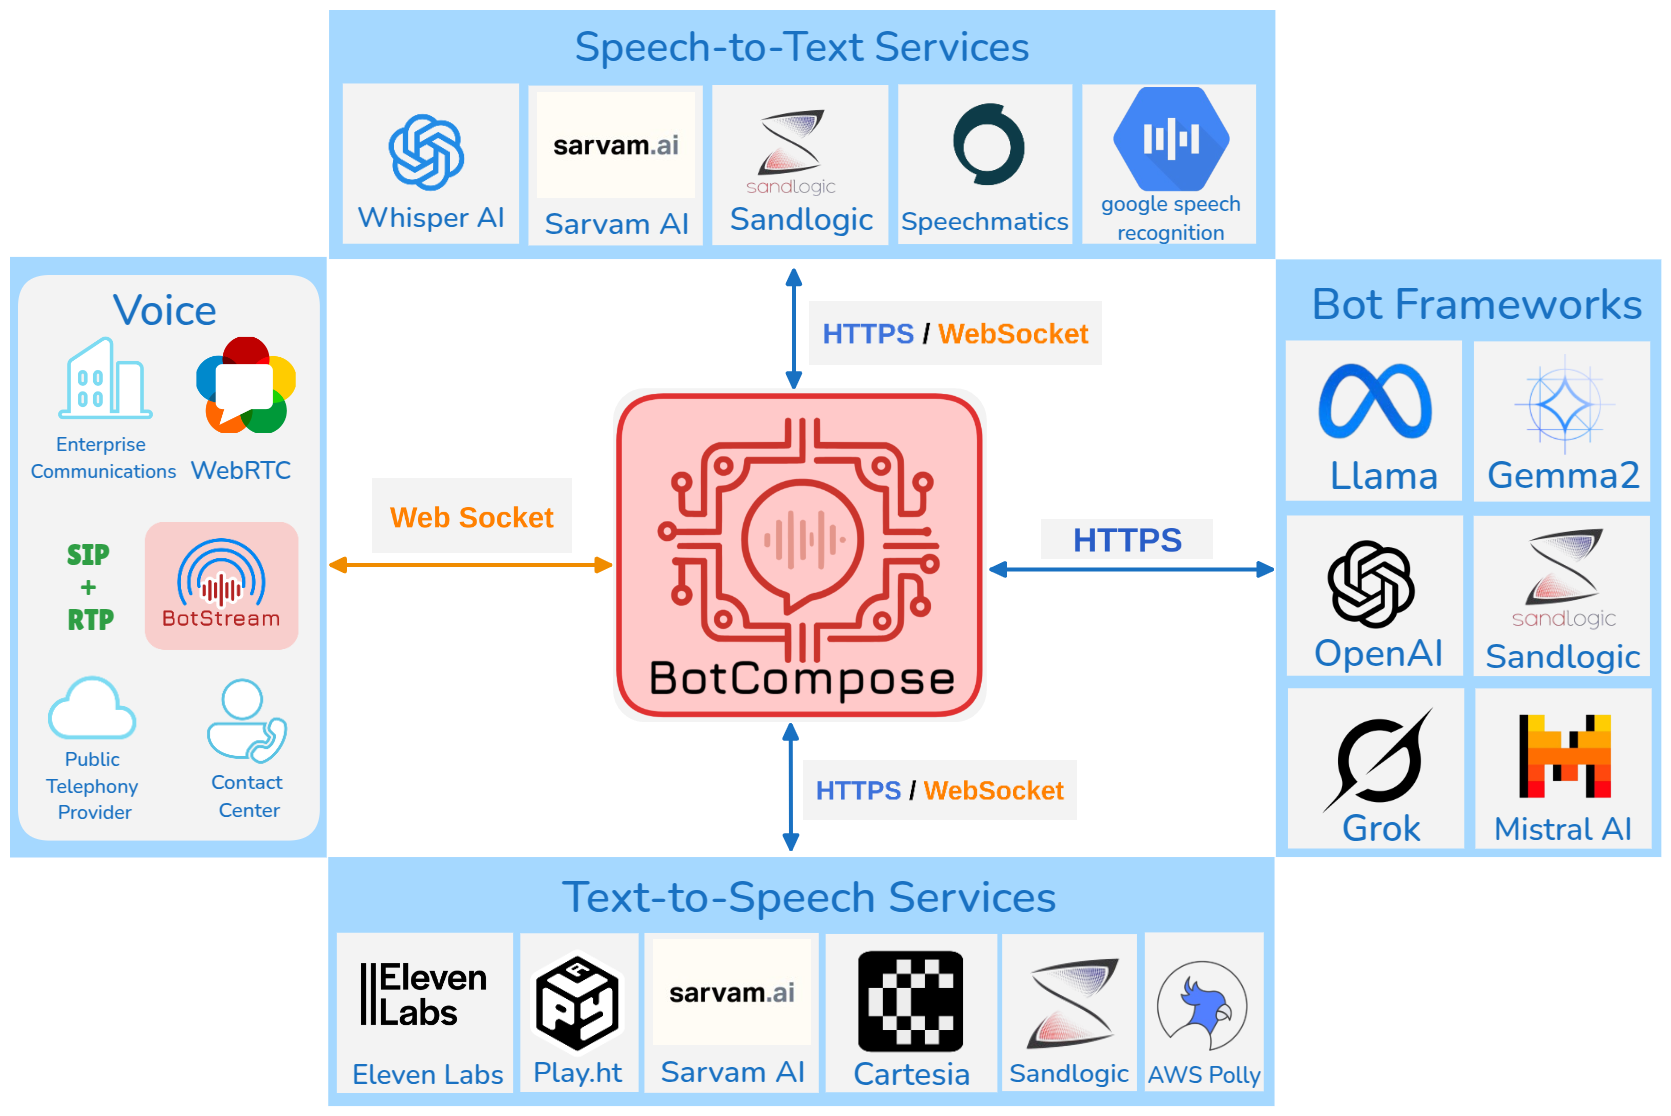 Speech-to-Text Services
Whisper AI
sarvam.ai
Sarvam AI
sandlogic
Sandlogic
Speechmatics
google speech
recognition
Voice
Enterprise
Communications
WebRTC
SIP
+
RTP
BotStream
Public
Telephony
Provider
Contact
Center
Web Socket
HTTPS / WebSocket
BotCompose
HTTPS
HTTPS / WebSocket
Bot Frameworks
Llama
Gemma2
OpenAI
sandlogic
Sandlogic
Grok
Mistral AI
Text-to-Speech Services
||Eleven
Labs
Eleven Labs
PLAY
Play.ht
sarvam.ai
Sarvam AI
Cartesia
Sandlogic
AWS Polly